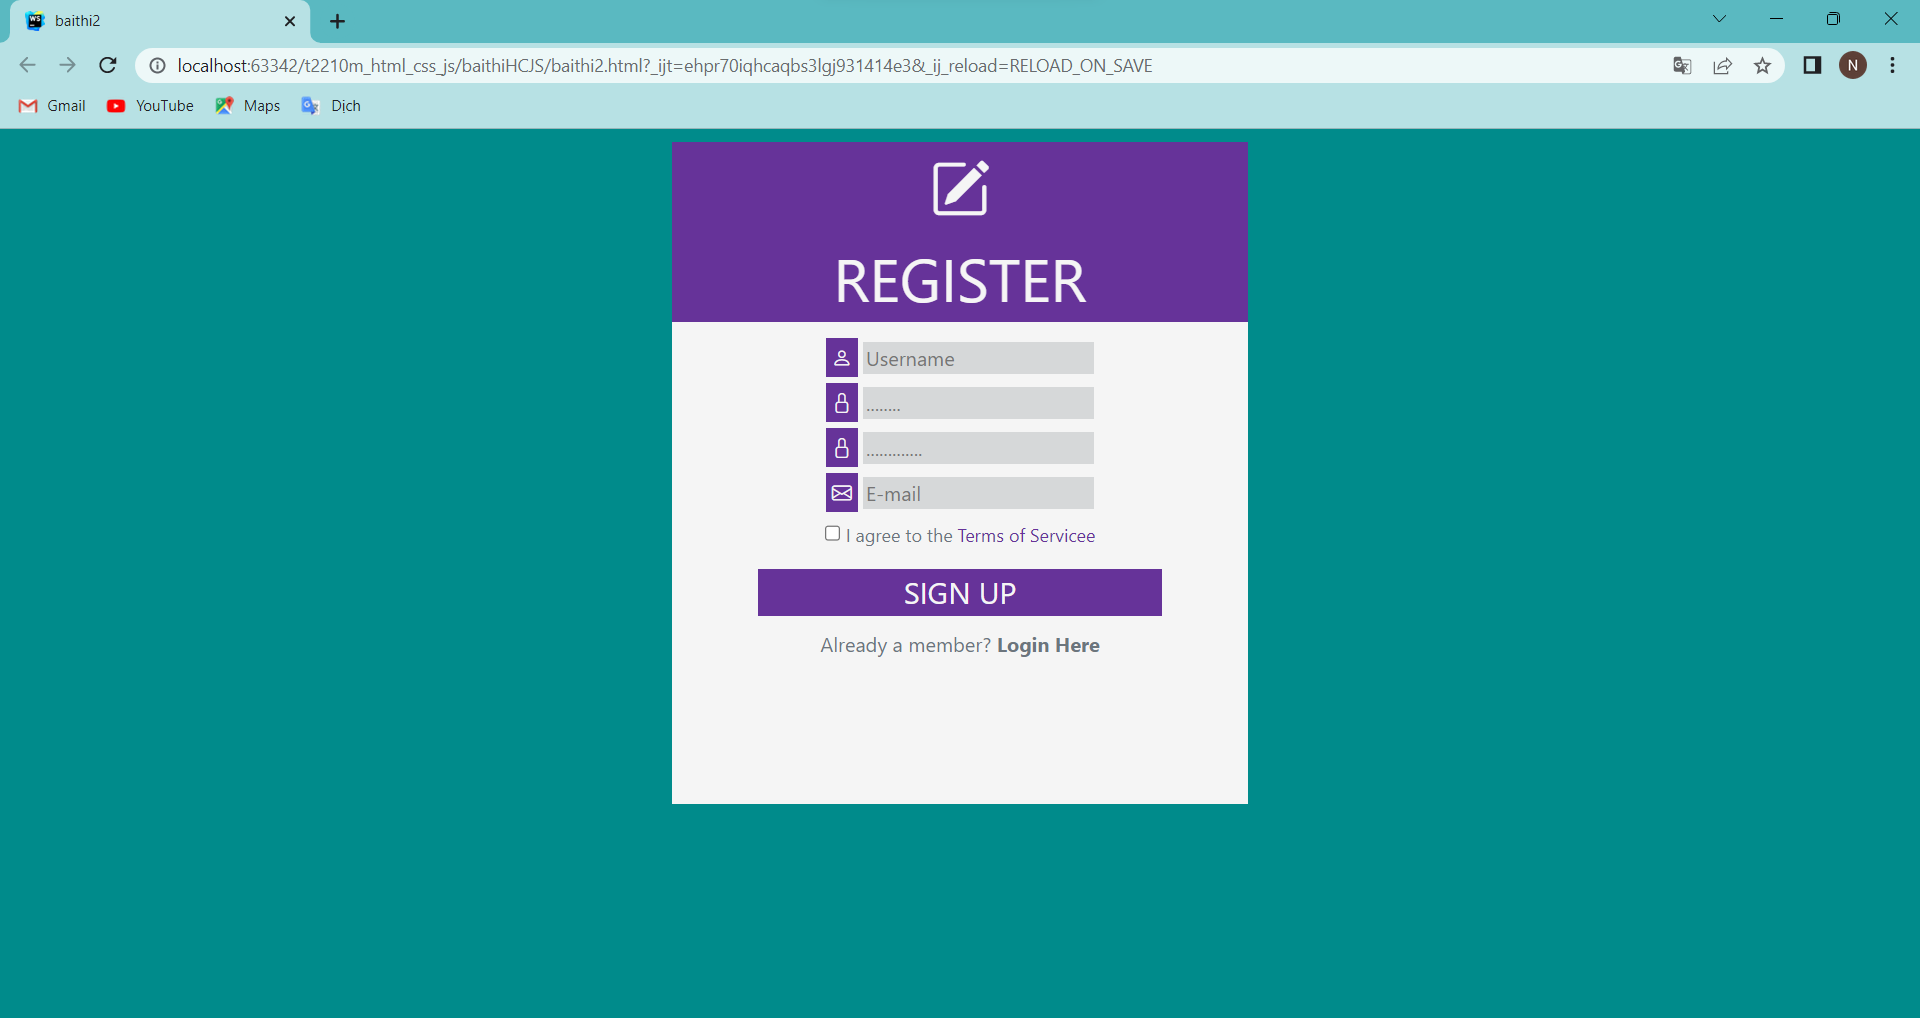 baithi2
localhost:63342/t2210m_html_css_js/baithiHCJS/baithi2.html?_ijt=ehpr70iqhcaqbs3lgj931414e3&_ij_reload=RELOAD_ON_SAVE
N
Gmail YouTube Maps Dịch
REGISTER
Username
........
.............
E-mail
I agree to the Terms of Servicee
SIGN UP
Already a member? Login Here